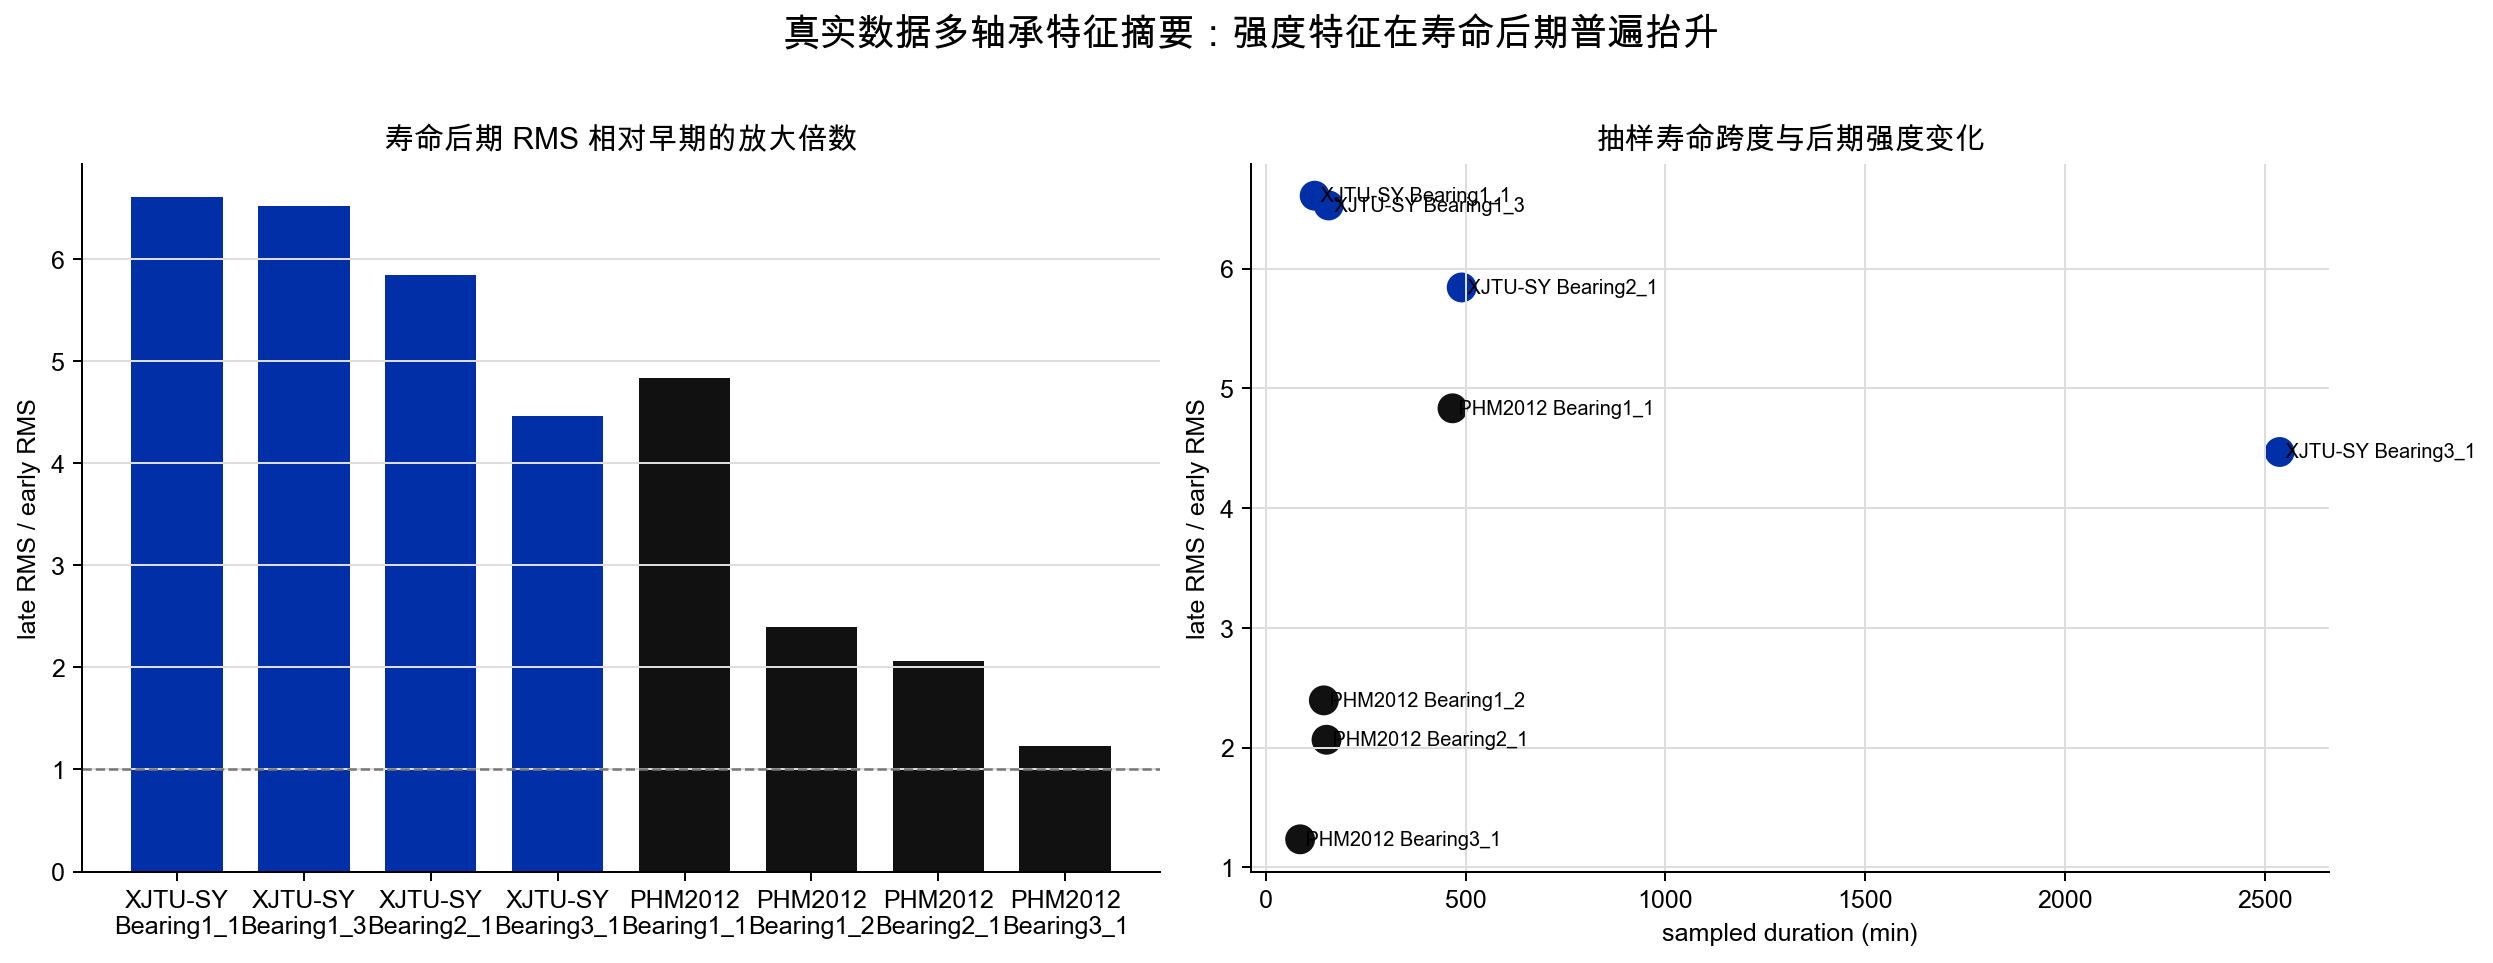 真实数据多轴承特征摘要：强度特征在寿命后期普遍抬升
寿命后期 RMS 相对早期的放大倍数
late RMS / early RMS
6
5
4
3
2
1
0
XJTU-SY Bearing1_1
XJTU-SY Bearing1_3
XJTU-SY Bearing2_1
XJTU-SY Bearing3_1
PHM2012 Bearing1_1
PHM2012 Bearing1_2
PHM2012 Bearing2_1
PHM2012 Bearing3_1
抽样寿命跨度与后期强度变化
late RMS / early RMS
6
5
4
3
2
1
XJTU-SY Bearing1_1
XJTU-SY Bearing1_3
XJTU-SY Bearing2_1
PHM2012 Bearing1_1
XJTU-SY Bearing3_1
PHM2012 Bearing1_2
PHM2012 Bearing2_1
PHM2012 Bearing3_1
0 500 1000 1500 2000 2500
sampled duration (min)